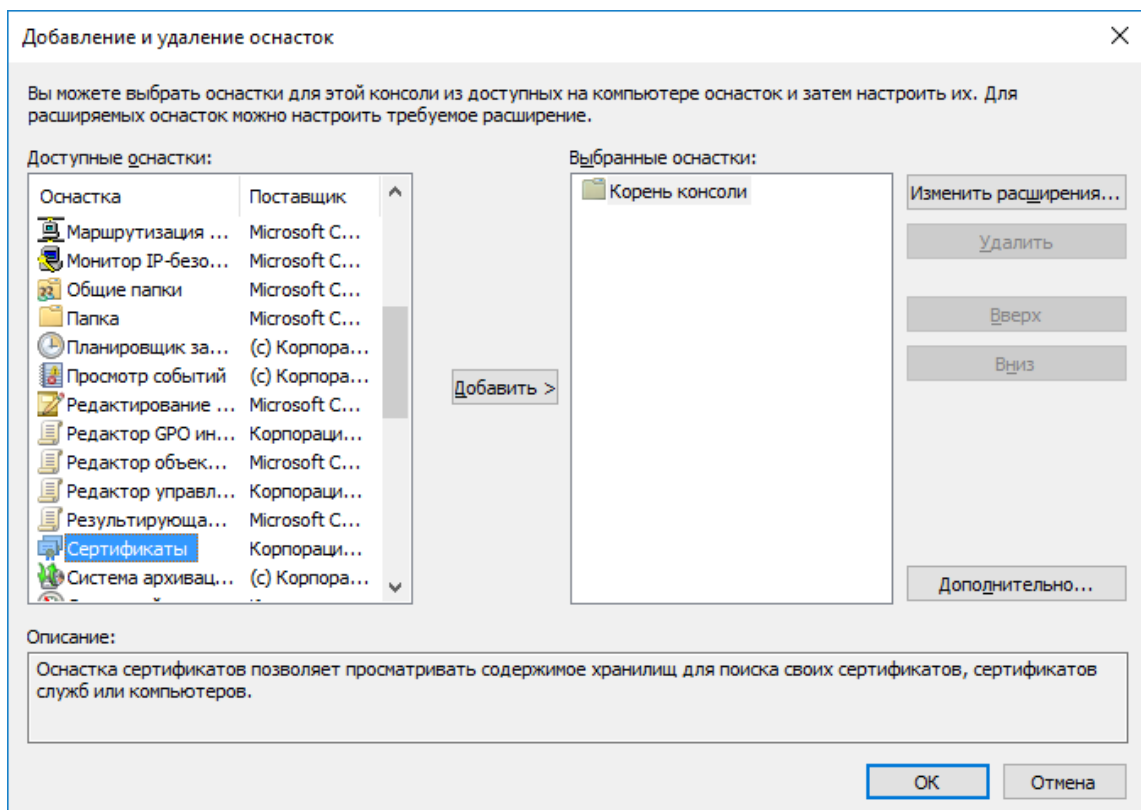 Добавление и удаление оснасток
Вы можете выбрать оснастки для этой консоли из доступных на компьютере оснасток и затем настроить их. Для
расширяемых оснасток можно настроить требуемое расширение.
Доступные оснастки:
Оснастка Поставщик
Маршрутизация ... Microsoft C...
Монитор IP-безо... Microsoft C...
Общие папки Microsoft C...
Папка Microsoft C...
Планировщик за... (c) Корпора...
Просмотр событий (c) Корпора...
Редактирование ... Microsoft C...
Редактор GPO ин... Корпораци...
Редактор объек... Microsoft C...
Редактор управл... Корпораци...
Результирующа... Microsoft C...
Сертификаты Корпораци...
Система архивац... (c) Корпора...
Добавить >
Выбранные оснастки:
Корень консоли
Изменить расширения...
Удалить
Вверх
Вниз
Дополнительно...
Описание:
Оснастка сертификатов позволяет просматривать содержимое хранилищ для поиска своих сертификатов, сертификатов
служб или компьютеров.
ОК
Отмена